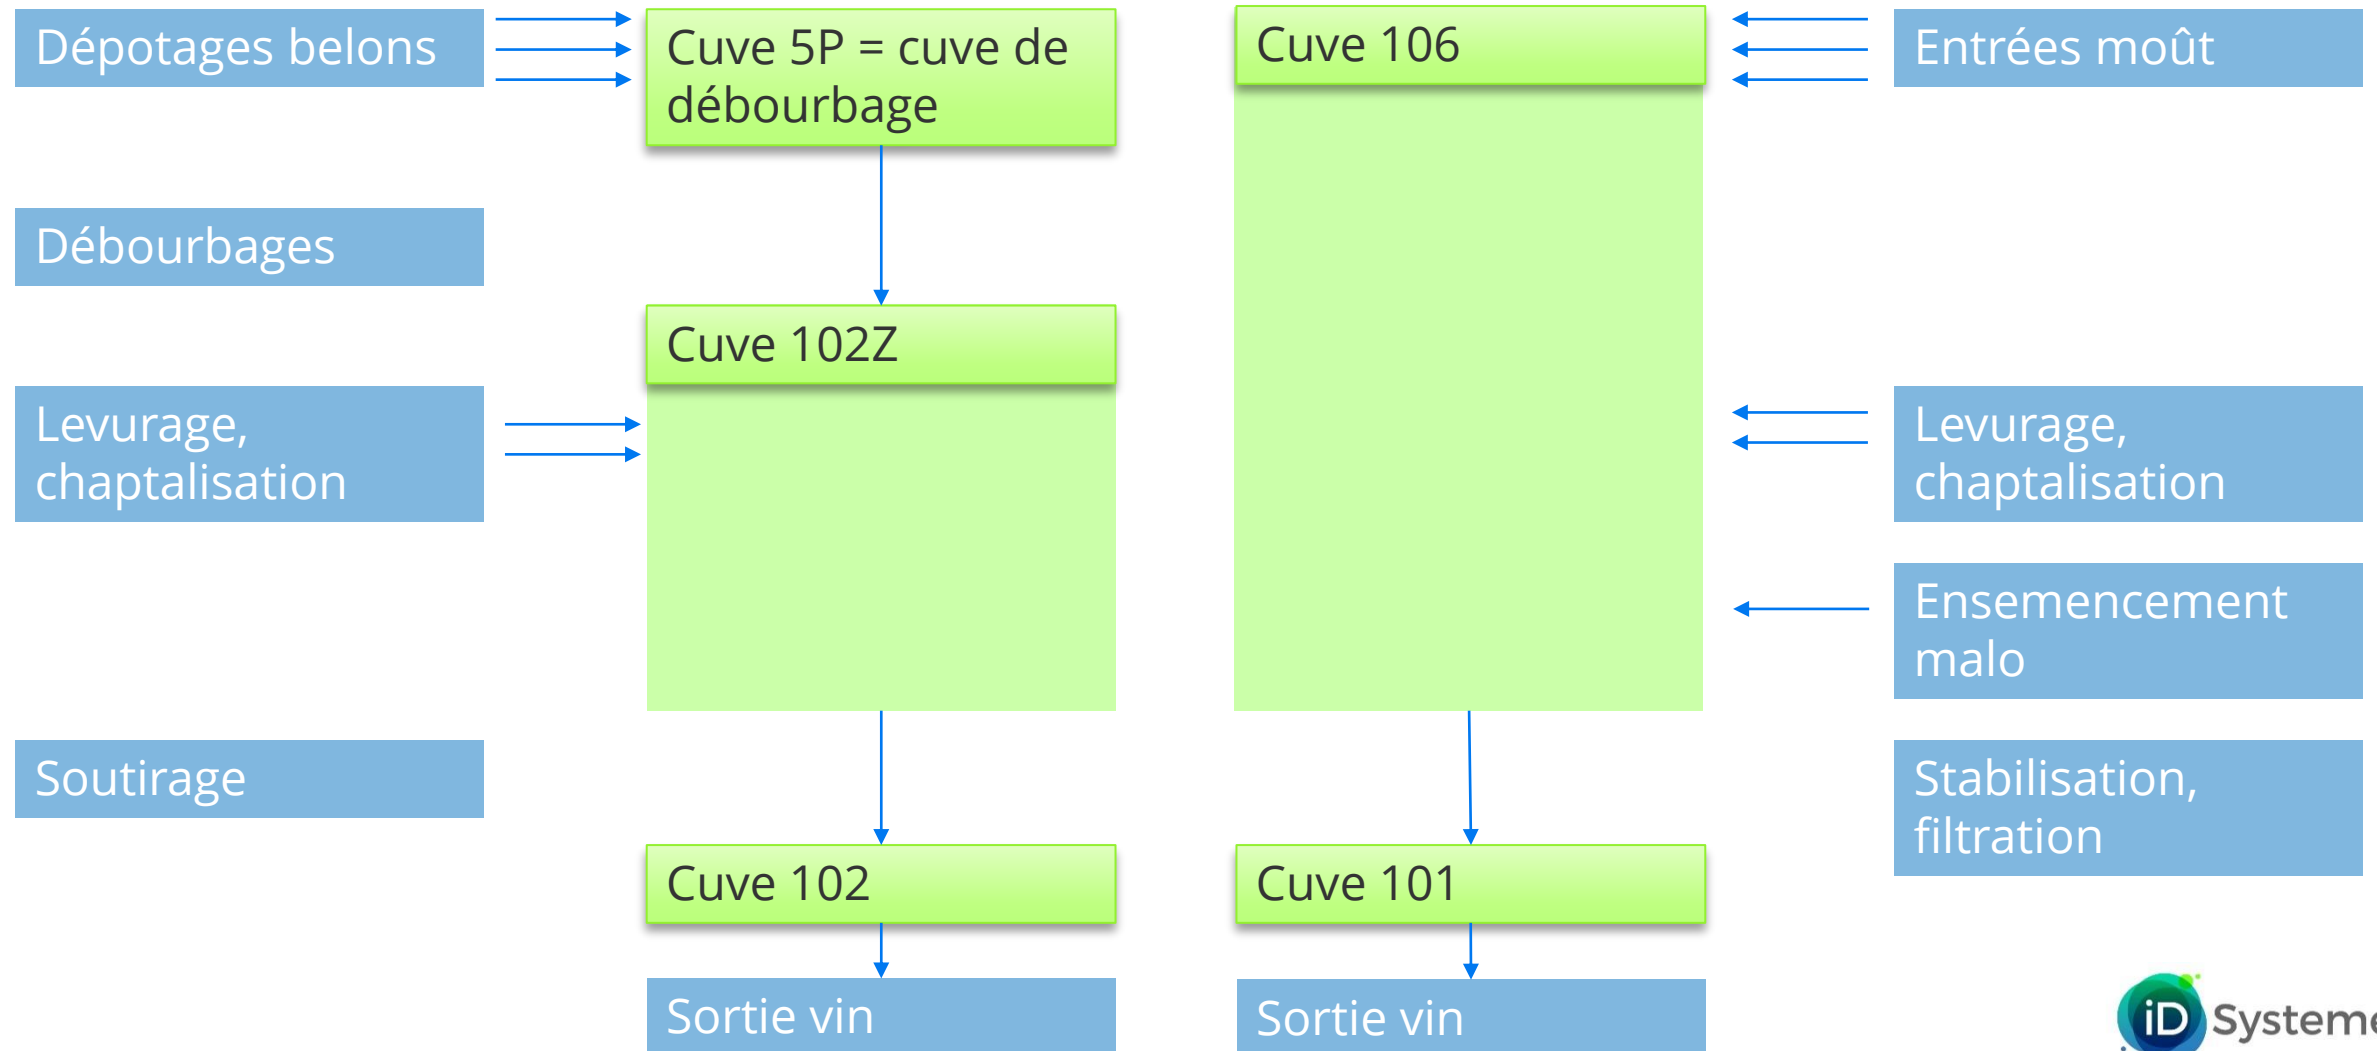 Dépotages belons
Cuve 5P = cuve de
débourbage
Débourbages
Cuve 102Z
Levurage,
chaptalisation
Soutirage
Cuve 102
Sortie vin
Cuve 106
Entrées moût
Levurage,
chaptalisation
Ensemencement
malo
Stabilisation,
filtration
Cuve 101
Sortie vin
iD Systeme